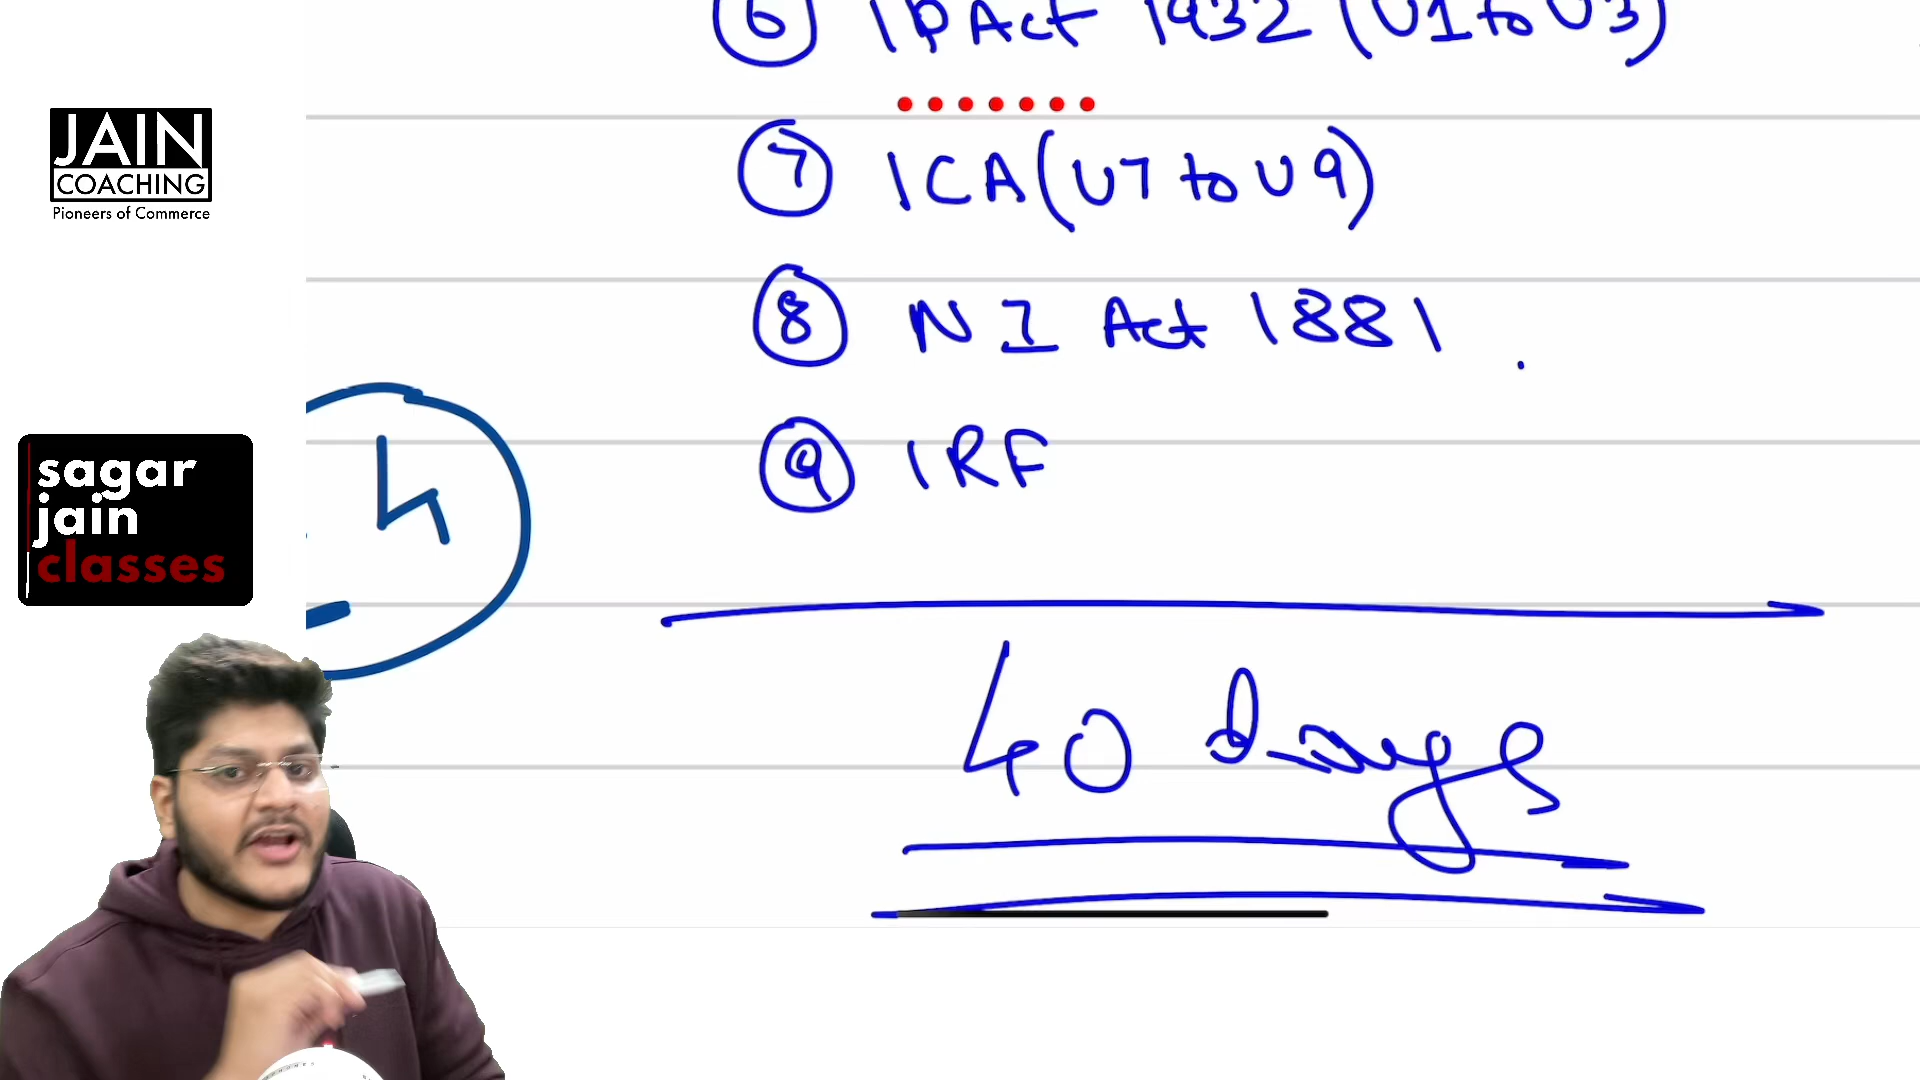 JAIN
COACHING
Pioneers of Commerce
sagar
jain
classes
6 IP Act 1932 (U1 to U3)
7 ICA (U7 to U9)
8 NI Act 1881
9 IRF
4
40 days